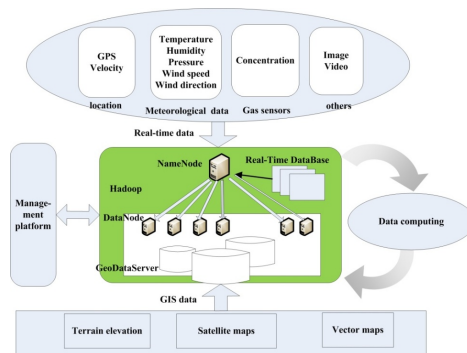 GPS
Velocity
Temperature
Humidity
Pressure
Wind speed
Wind direction
Concentration
Image
Video
location
Meteorological data
Gas sensors
others
Real-time data
NameNode
Real-Time DataBase
Hadoop
Manage-
ment
platform
DataNode
Data computing
GeoDataServer
GIS data
Terrain elevation
Satellite maps
Vector maps